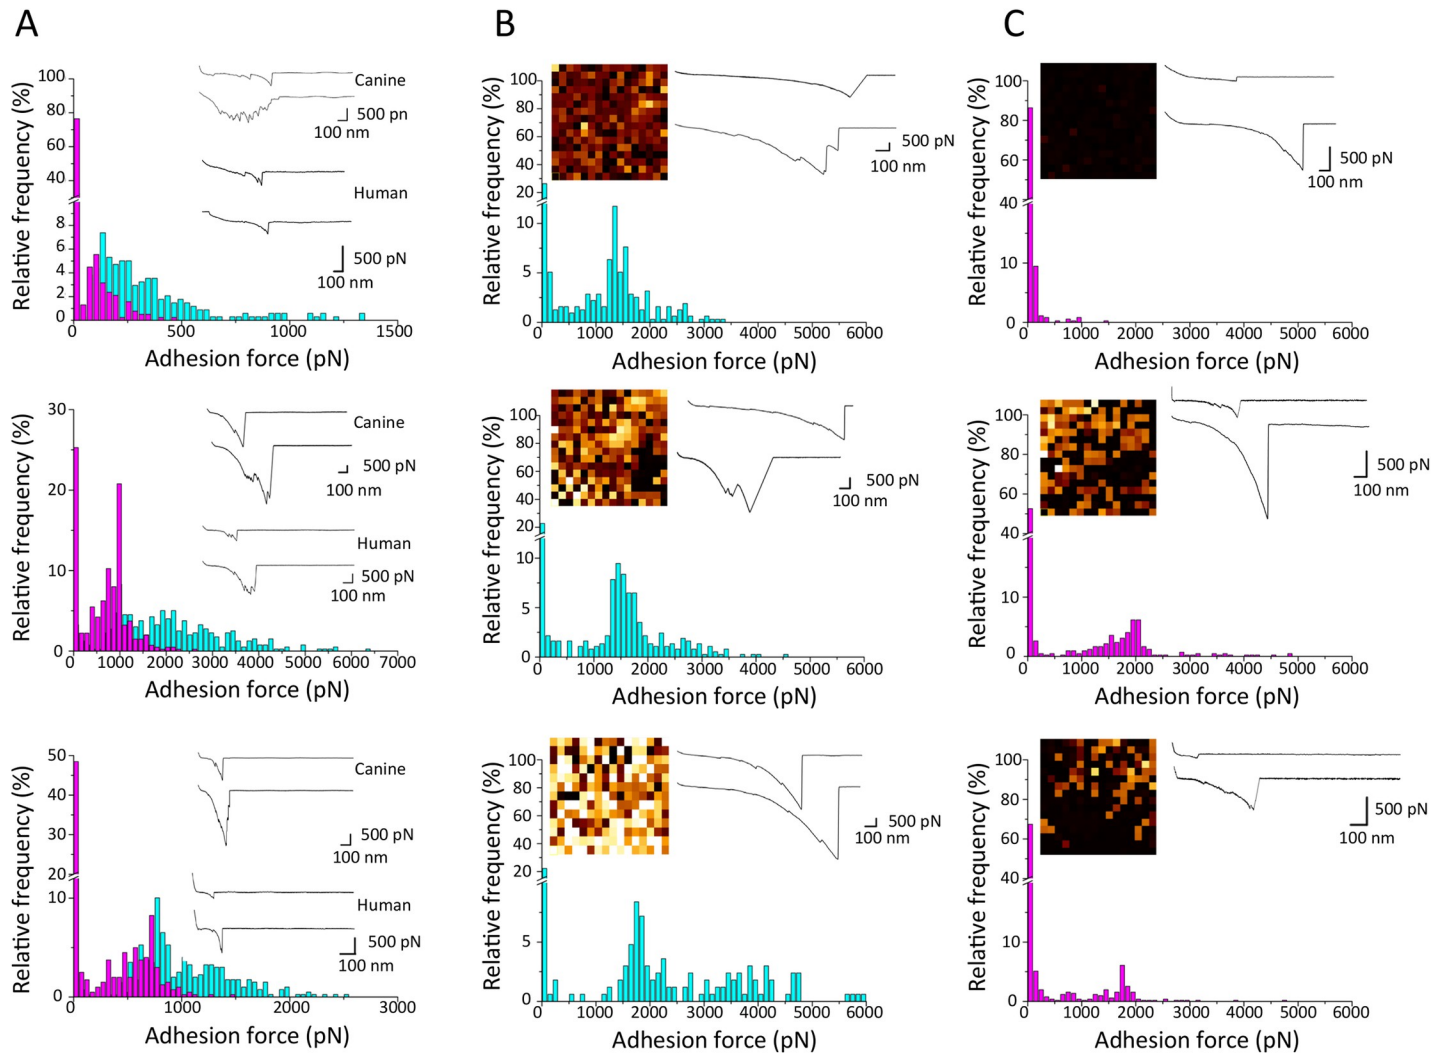 A
B
C
Relative frequency (%)
100
80
60
40
8
6
4
2
0
Canine
500 pn
100 nm
Human
500 pN
100 nm
0
500
1000
1500
Adhesion force (pN)
Relative frequency (%)
100
80
60
40
20
10
5
0
500 pN
100 nm
0
1000
2000
3000
4000
5000
6000
Adhesion force (pN)
Relative frequency (%)
100
80
60
40
10
0
500 pN
100 nm
0
1000
2000
3000
4000
5000
6000
Adhesion force (pN)
Relative frequency (%)
30
20
10
0
Canine
500 pN
100 nm
Human
500 pN
100 nm
0
1000
2000
3000
4000
5000
6000
7000
Adhesion force (pN)
Relative frequency (%)
100
80
60
40
20
10
5
0
500 pN
100 nm
0
1000
2000
3000
4000
5000
6000
Adhesion force (pN)
Relative frequency (%)
100
80
60
40
10
0
500 pN
100 nm
0
1000
2000
3000
4000
5000
6000
Adhesion force (pN)
Relative frequency (%)
50
40
30
20
10
5
0
Canine
500 pN
100 nm
Human
500 pN
100 nm
0
1000
2000
3000
Adhesion force (pN)
Relative frequency (%)
100
80
60
40
20
5
0
500 pN
100 nm
0
1000
2000
3000
4000
5000
6000
Adhesion force (pN)
Relative frequency (%)
100
80
60
40
10
0
500 pN
100 nm
0
1000
2000
3000
4000
5000
6000
Adhesion force (pN)